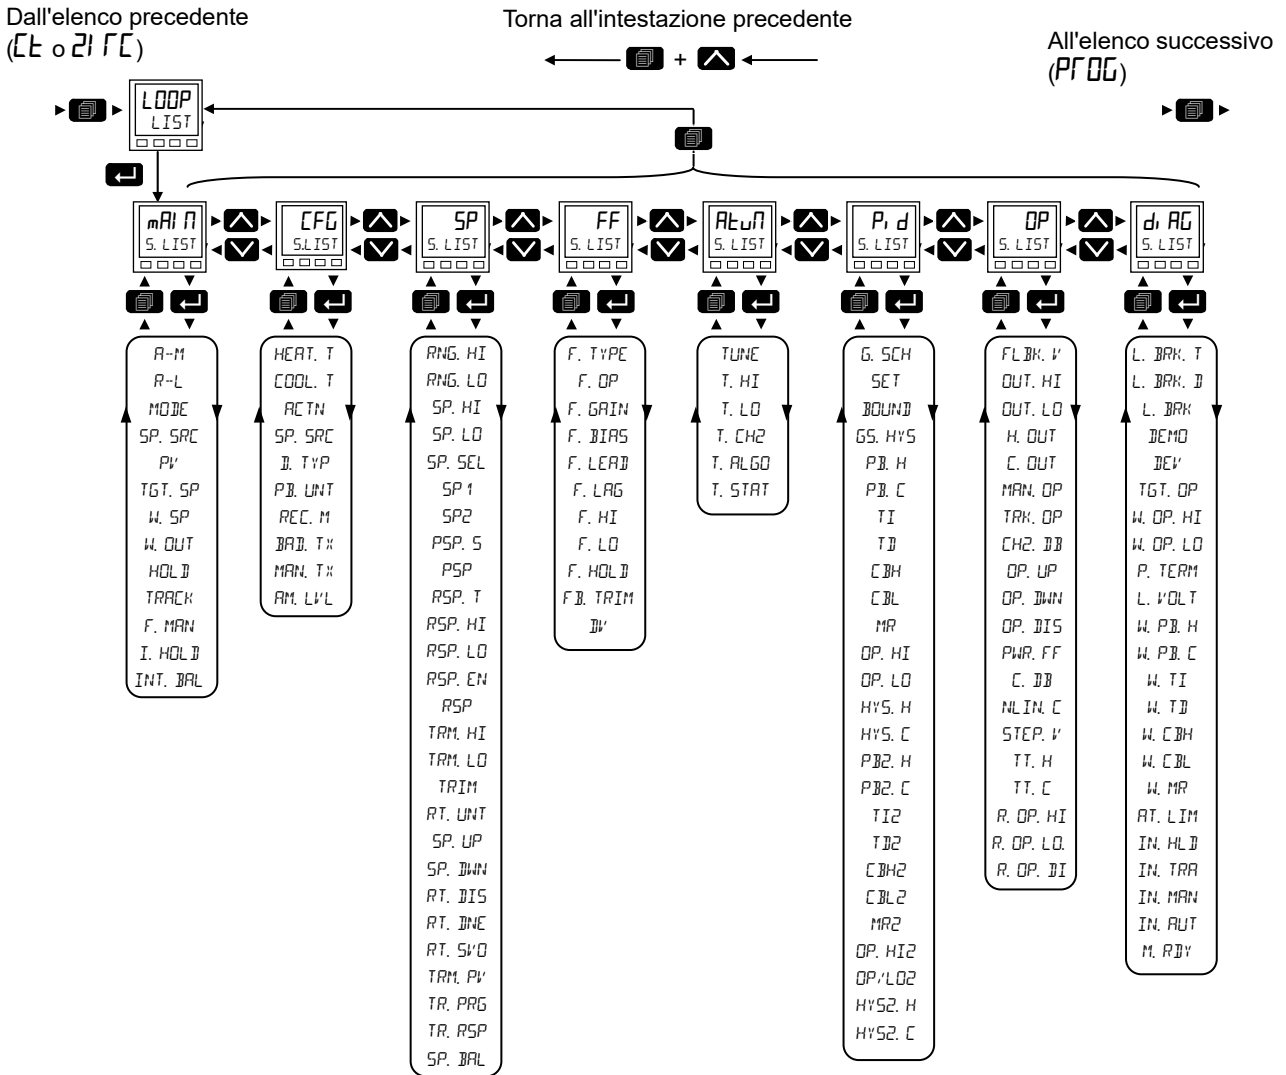 Dall'elenco precedente
(Ct o 21 rC)
Torna all'intestazione precedente
All'elenco successivo
(PrOG)
+
LOOP
LIST
mAIN
S. LIST
CFG
S.LIST
SP
S. LIST
FF
S. LIST
AtuN
S. LIST
Pid
S. LIST
OP
S. LIST
diAG
S. LIST
A-M
R-L
MODE
SP. SRC
PV
TGT. SP
W. SP
W. OUT
HOLD
TRACK
F. MAN
I. HOLD
INT. BAL
HEAT. T
COOL. T
ACTN
SP. SRC
D. TYP
PB. UNT
REC. M
BAD. TX
MAN. TX
AM. LVL
RNG. HI
RNG. LO
SP. HI
SP. LO
SP. SEL
SP1
SP2
PSP. S
PSP
RSP. T
RSP. HI
RSP. LO
RSP. EN
RSP
TRM. HI
TRM. LO
TRIM
RT. UNT
SP. UP
SP. DWN
RT. DIS
RT. DNE
RT. SVO
TRM. PV
TR. PRG
TR. RSP
SP. BAL
F. TYPE
F. OP
F. GAIN
F. BIAS
F. LEAD
F. LAG
F. HI
F. LO
F. HOLD
FB. TRIM
DV
TUNE
T. HI
T. LO
T. CH2
T. ALGO
T. STAT
G. SCH
SET
BOUND
GS. HYS
PB. H
PB. C
TI
TD
CBH
CBL
MR
OP. HI
OP. LO
HYS. H
HYS. C
PB2. H
PB2. C
TI2
TD2
CBH2
CBL2
MR2
OP. HI2
OP/LO2
HYS2. H
HYS2. C
FLBK. V
OUT. HI
OUT. LO
H. OUT
C. OUT
MAN. OP
TRK. OP
CH2. DB
OP. UP
OP. DWN
OP. DIS
PWR. FF
C. DB
NLIN. C
STEP. V
TT. H
TT. C
R. OP. HI
R. OP. LO.
R. OP. DI
L. BRK. T
L. BRK. D
L. BRK
DEMO
DEV
TGT. OP
W. OP. HI
W. OP. LO
P. TERM
L. VOLT
W. PB. H
W. PB. C
W. TI
W. TD
W. CBH
W. CBL
W. MR
AT. LIM
IN. HLD
IN. TRA
IN. MAN
IN. AUT
M. RDY